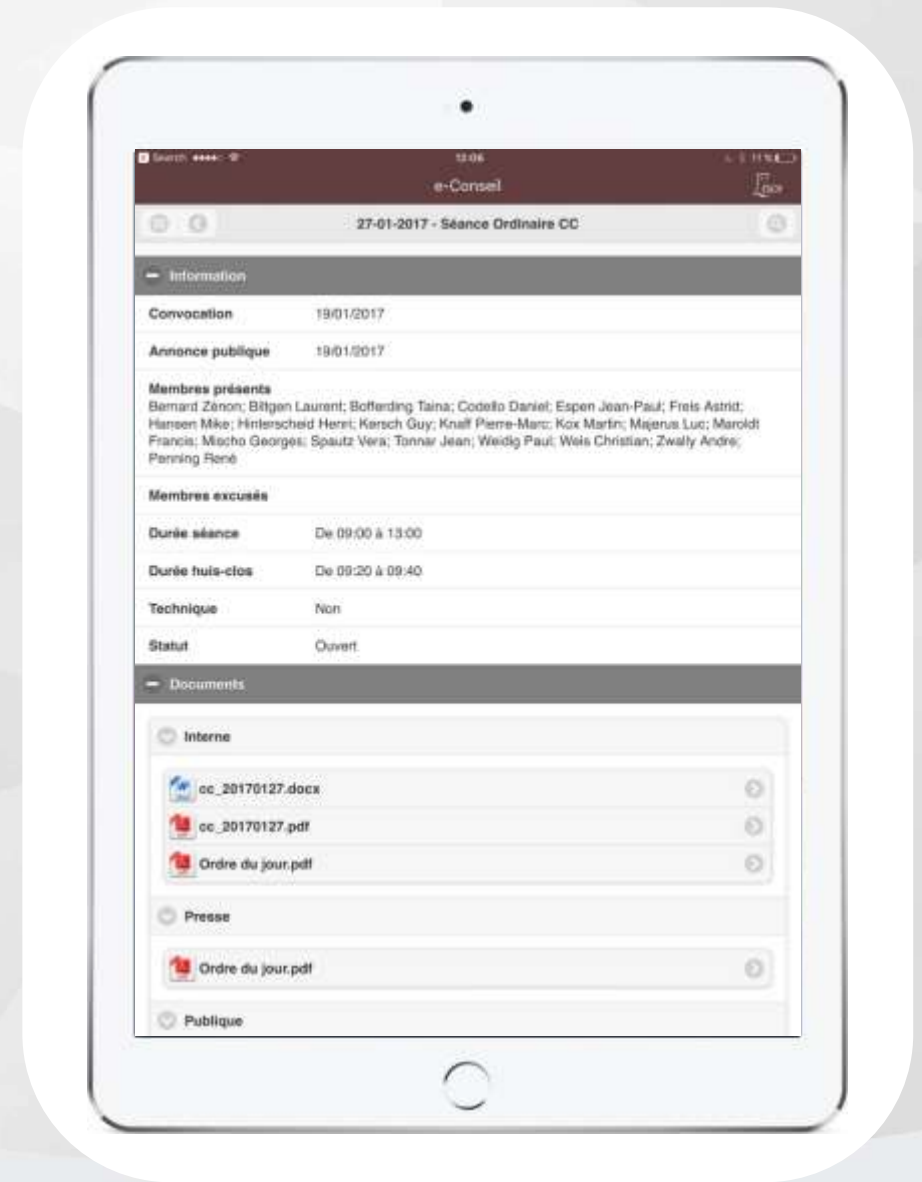 Search 12:06 11 %
e-Conseil
27-01-2017 - Séance Ordinaire CC
Information
Convocation 19/01/2017
Annonce publique 19/01/2017
Membres présents
Bernard Zénon; Biltgen Laurent; Bofferding Taina; Codello Daniel; Espen Jean-Paul; Freis Astrid;
Hansen Mike; Hinterscheid Henri; Kersch Guy; Knaff Pierre-Marc; Kox Martin; Majerus Luc; Maroldt
Francis; Mischo Georges; Spautz Vera; Tonnar Jean; Weidig Paul; Weis Christian; Zwally Andre;
Penning René
Membres excusés
Durée séance De 09:00 à 13:00
Durée huis-clos De 09:20 à 09:40
Technique Non
Statut Ouvert
Documents
Interne
cc_20170127.docx
cc_20170127.pdf
Ordre du jour.pdf
Presse
Ordre du jour.pdf
Publique